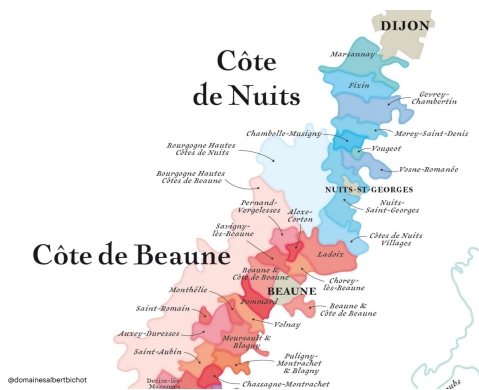 DIJON
Marsannay
Côte
de Nuits
Fixin
Gevrey-
Chambertin
Chambolle-Musigny
Morey-Saint-Denis
Bourgogne Hautes
Côtes de Nuits
Vougeot
Vosne-Romanée
Bourgogne Hautes
Côtes de Beaune
NUITS-ST-GEORGES
Pernand-
Vergelesses
Aloxe-
Corton
Nuits-
Saint-Georges
Savigny-
lès-Beaune
Côtes de Nuits
Villages
Côte de Beaune
Ladoix
Beaune &
Côte de Beaune
Chorey-
lès-Beaune
BEAUNE
Monthélie
Pommard
Saint-Romain
Beaune &
Côte de Beaune
Volnay
Auxey-Duresses
Meursault &
Blagny
Saint-Aubin
Puligny-
Montrachet
& Blagny
@domainesalbertbichot
Chassagne-Montrachet